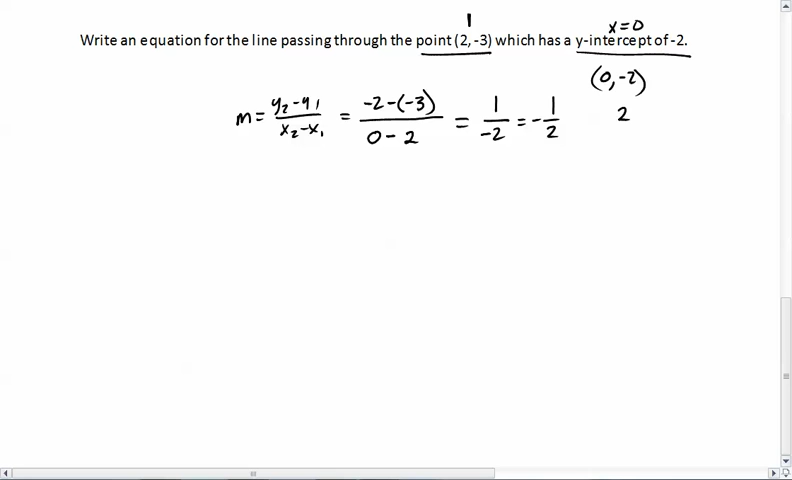 1 x=0
Write an equation for the line passing through the point (2, -3) which has a y-intercept of -2.
(0, -2)
m = y₂-y₁/x₂-x₁ = -2-(-3)/0-2 = 1/-2 = -1/2 2